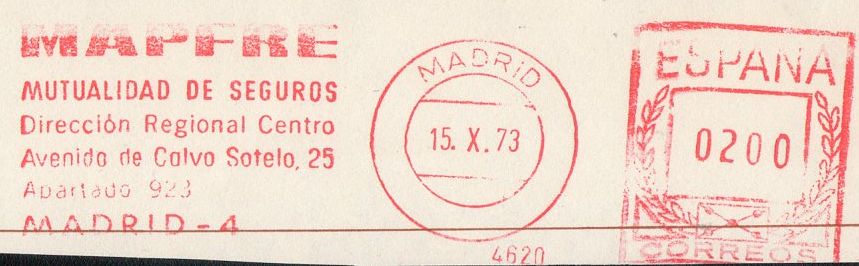 MAPFRE
MUTUALIDAD DE SEGUROS
Dirección Regional Centro
Avenida de Calvo Sotelo, 25
Apartado 923
MADRID - 4
MADRID
15. X. 73
4620
ESPAÑA
0200
CORREOS